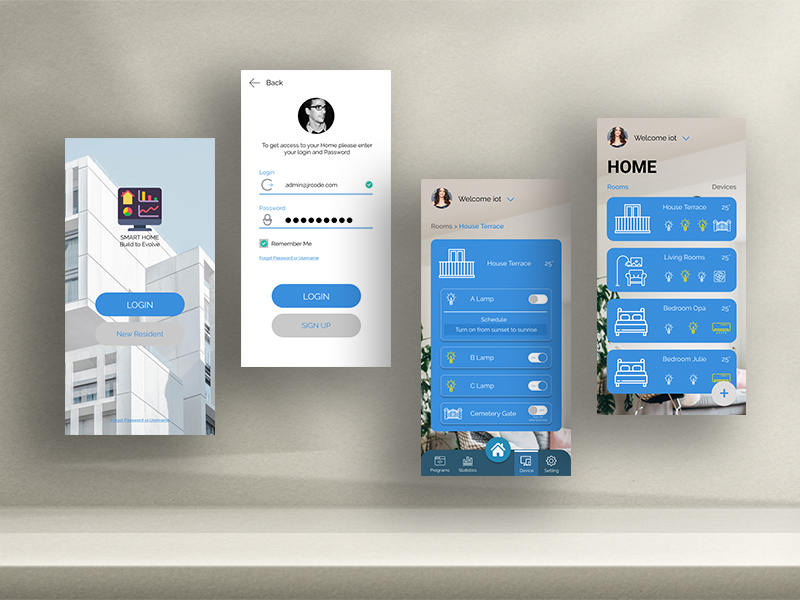 SMART HOME
Build to Evolve
LOGIN
New Resident
Forgot Password or Username
Back
To get access to your Home please enter
your login and Password
Login
admin@jrcode.com
Password
Remember Me
Forgot Password or Username
LOGIN
SIGN UP
Welcome iot
Rooms > House Terrace
House Terrace 25°
A Lamp
Schedule
Turn on from sunset to sunrise
B Lamp
C Lamp
Cemetery Gate
Programs Statistics Device Setting
Welcome iot
HOME
Rooms Devices
House Terrace 25°
Living Rooms 25°
Bedroom Opa 25°
Bedroom Julie 25°
+